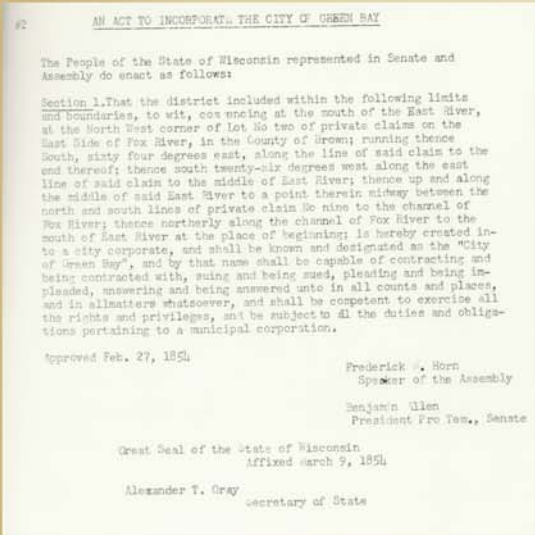 #2
AN ACT TO INCORPORAT. THE CITY OF GREEN BAY
The People of the State of Wisconsin represented in Senate and
Assembly do enact as follows:
Section 1.That the district included within the following limits
and boundaries, to wit, commencing at the mouth of the East River,
at the North West corner of Lot No two of private claims on the
East Side of Fox River, in the County of Brown; running thence
South, sixty four degrees east, along the line of said claim to the
end thereof; thence south twenty-six degrees west along the east
line of said claim to the middle of East River; thence up and along
the middle of said East River to a point therein midway between the
north and south lines of private claim No nine to the channel of
Fox River; thence northerly along the channel of Fox River to the
mouth of East River at the place of beginning; is hereby created in-
to a city corporate, and shall be known and designated as the "City
of Green Bay", and by that name shall be capable of contracting and
being contracted with, suing and being sued, pleading and being im-
pleaded, answering and being answered unto in all counts and places,
and in allmatters whatsoever, and shall be competent to exercise all
the rights and privileges, and be subject to all the duties and obliga-
tions pertaining to a municipal corporation.
Approved Feb. 27, 1854
Frederick . Horn
Speaker of the Assembly
Benjamin Allen
President Pro Tem., Senate
Great Seal of the State of Wisconsin
Affixed March 9, 1854
Alexander T. Gray
Secretary of State